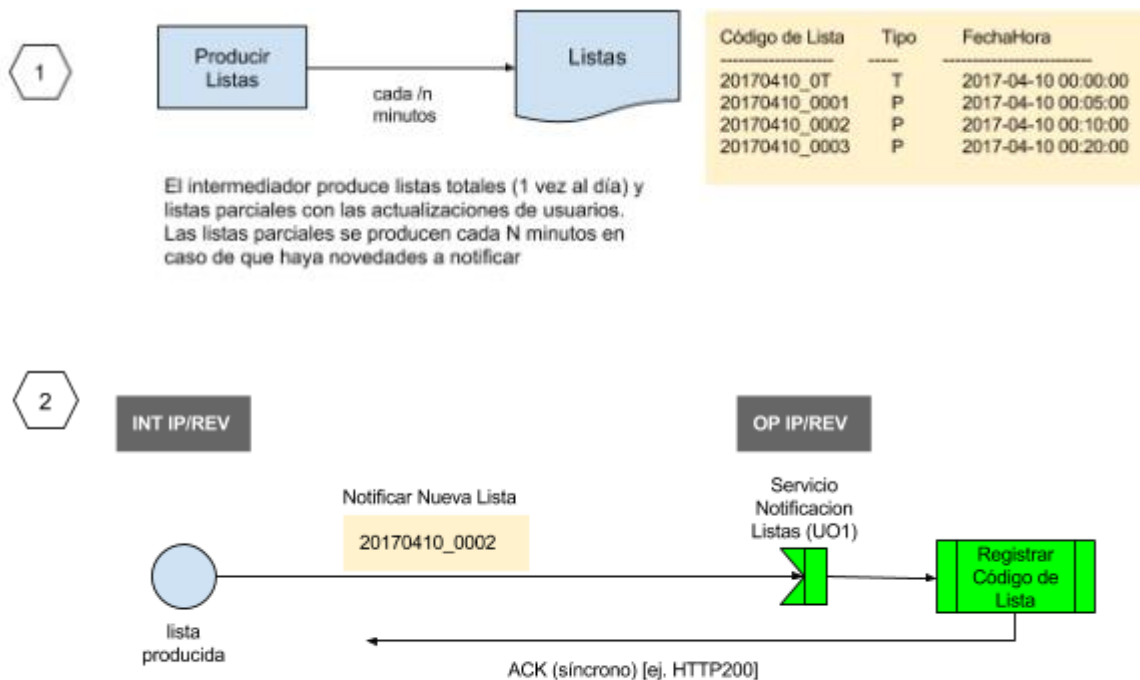 1
Producir
Listas
cada /n
minutos
Listas
Código de Lista Tipo FechaHora
-------------------- ----- --------------------------
20170410_0T T 2017-04-10 00:00:00
20170410_0001 P 2017-04-10 00:05:00
20170410_0002 P 2017-04-10 00:10:00
20170410_0003 P 2017-04-10 00:20:00
El intermediador produce listas totales (1 vez al día) y
listas parciales con las actualizaciones de usuarios.
Las listas parciales se producen cada N minutos en
caso de que haya novedades a notificar
2
INT IP/REV
OP IP/REV
Notificar Nueva Lista
20170410_0002
Servicio
Notificacion
Listas (UO1)
Registrar
Código de
Lista
lista
producida
ACK (síncrono) [ej. HTTP200]